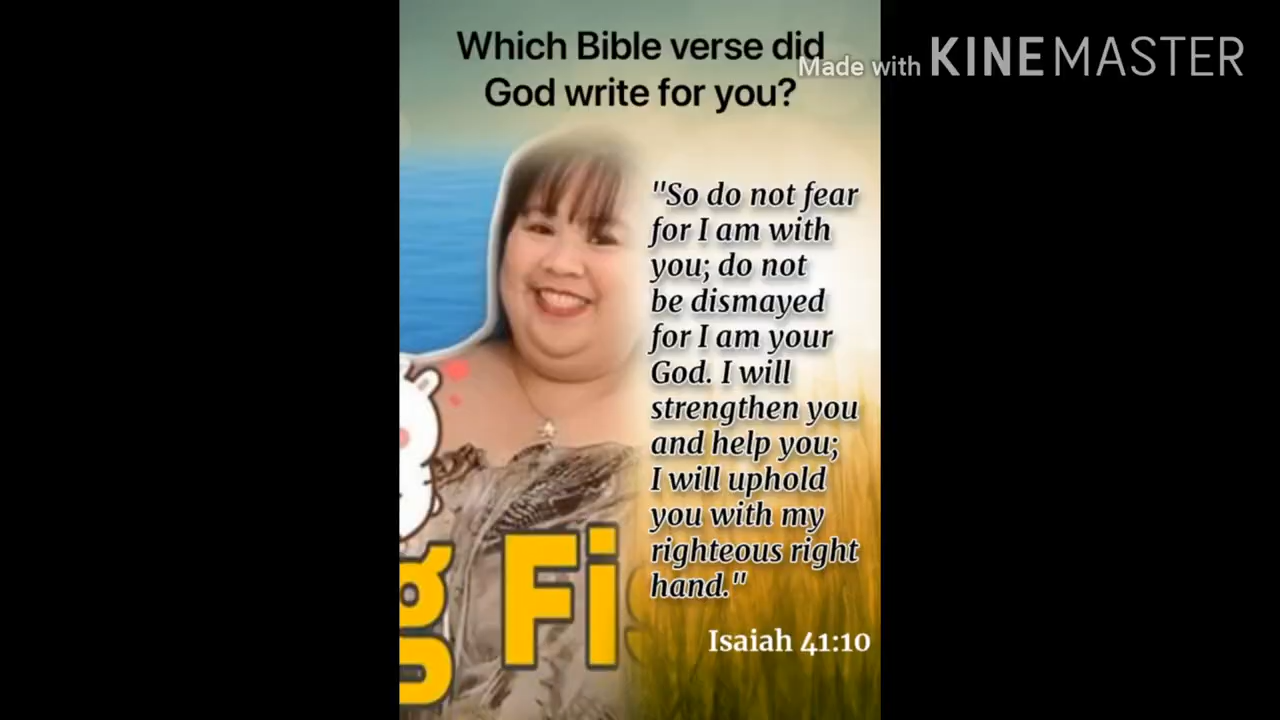 Which Bible verse did
God write for you?
Made with KINEMASTER
"So do not fear
for I am with
you; do not
be dismayed
for I am your
God. I will
strengthen you
and help you;
I will uphold
you with my
righteous right
hand."
Isaiah 41:10
g Fi